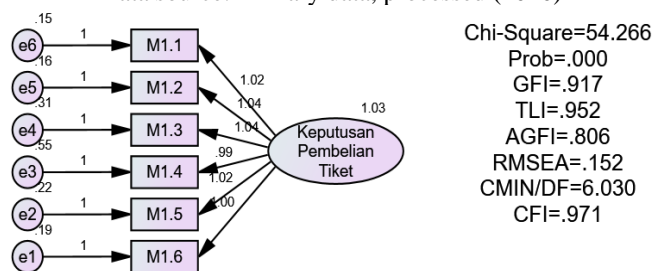 .15
e6
1
M1.1
.16
e5
1
M1.2
.31
e4
1
M1.3
.55
e3
1
M1.4
.22
e2
1
M1.5
.19
e1
1
M1.6
1.02
1.04
1.04
.99
1.02
1.00
1.03
Keputusan
Pembelian
Tiket
Chi-Square=54.266
Prob=.000
GFI=.917
TLI=.952
AGFI=.806
RMSEA=.152
CMIN/DF=6.030
CFI=.971